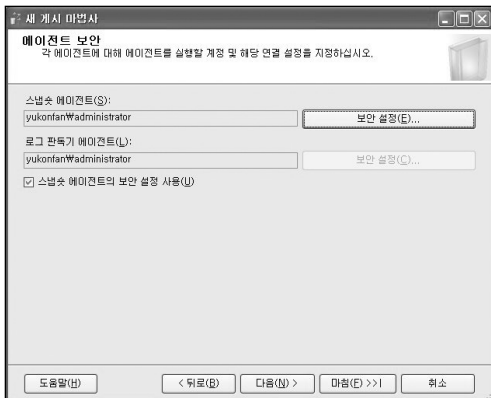 새 게시 마법사
에이전트 보안
각 에이전트에 대해 에이전트를 실행할 계정 및 해당 연결 설정을 지정하십시오.
스냅숏 에이전트(S):
yukonfan₩administrator
보안 설정(E)...
로그 판독기 에이전트(L):
yukonfan₩administrator
보안 설정(C)...
스냅숏 에이전트의 보안 설정 사용(U)
도움말(H)
< 뒤로(B)
다음(N) >
마침(F) >>|
취소